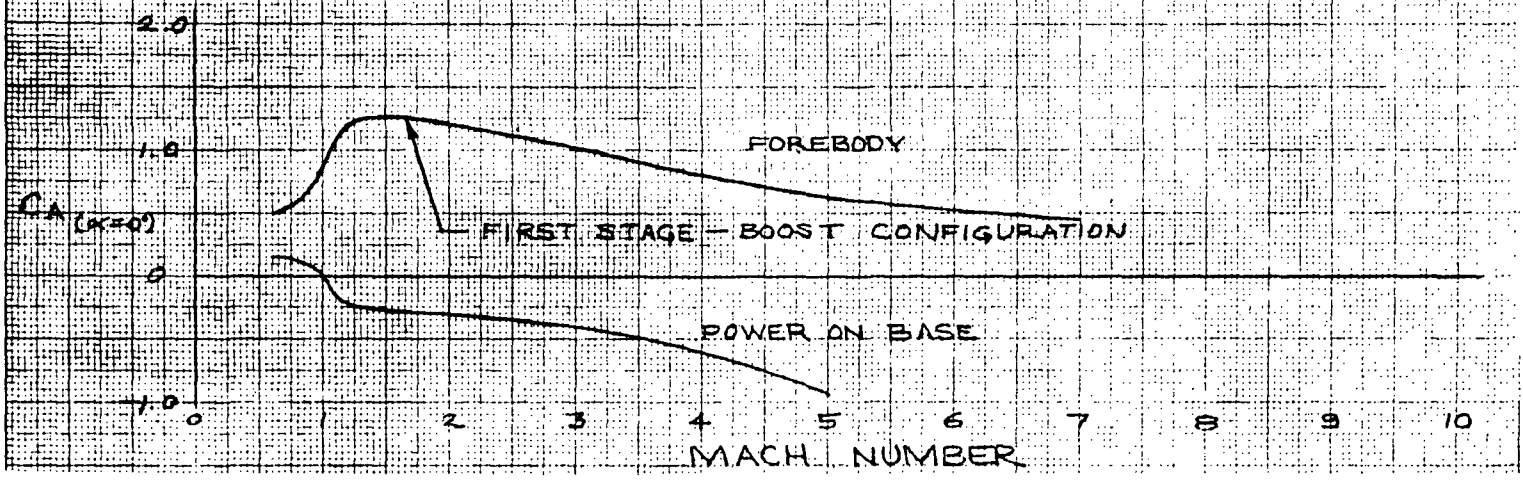 2.0
FOREBODY
1.0
CA (α=0°)
FIRST STAGE - BOOST CONFIGURATION
0
POWER ON BASE
-1.0
0 1 2 3 4 5 6 7 8 9 10
MACH NUMBER